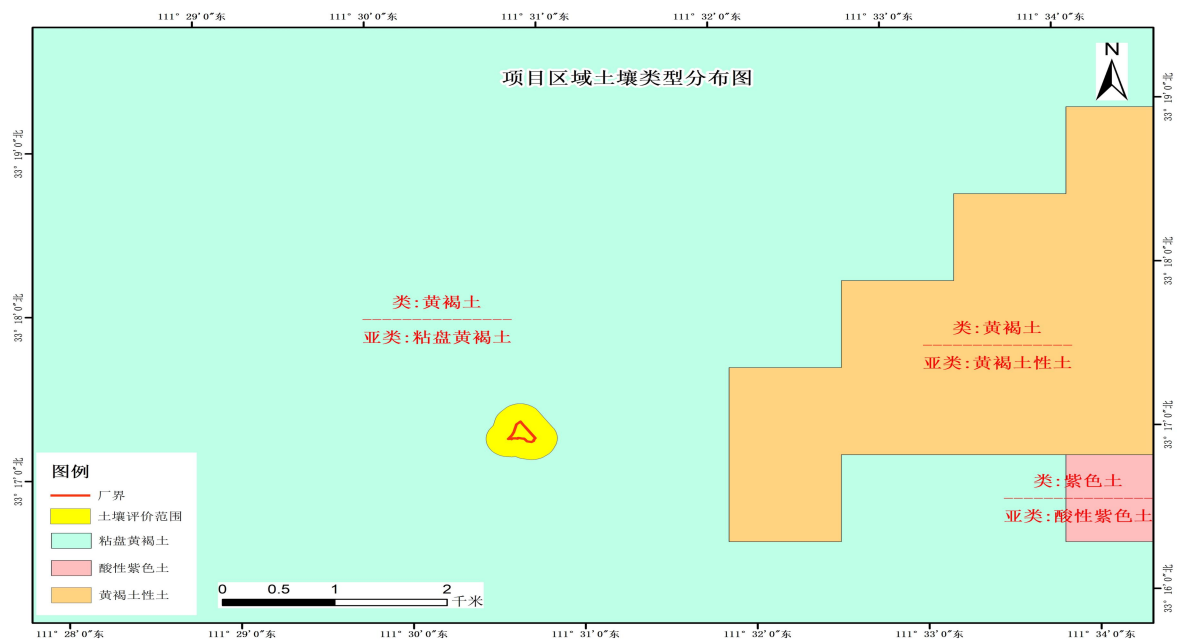 111° 29'0"东
111° 30'0"东
111° 31'0"东
111° 32'0"东
111° 33'0"东
111° 34'0"东
项目区域土壤类型分布图
N
33° 19'0"北
33° 19'0"北
33° 18'0"北
33° 18'0"北
类:黄褐土
亚类:粘盘黄褐土
类:黄褐土
亚类:黄褐土性土
33° 17'0"北
33° 17'0"北
类:紫色土
亚类:酸性紫色土
图例
厂界
土壤评价范围
粘盘黄褐土
酸性紫色土
黄褐土性土
0 0.5 1 2
千米
33° 16'0"北
111° 28'0"东
111° 29'0"东
111° 30'0"东
111° 31'0"东
111° 32'0"东
111° 33'0"东
111° 34'0"东